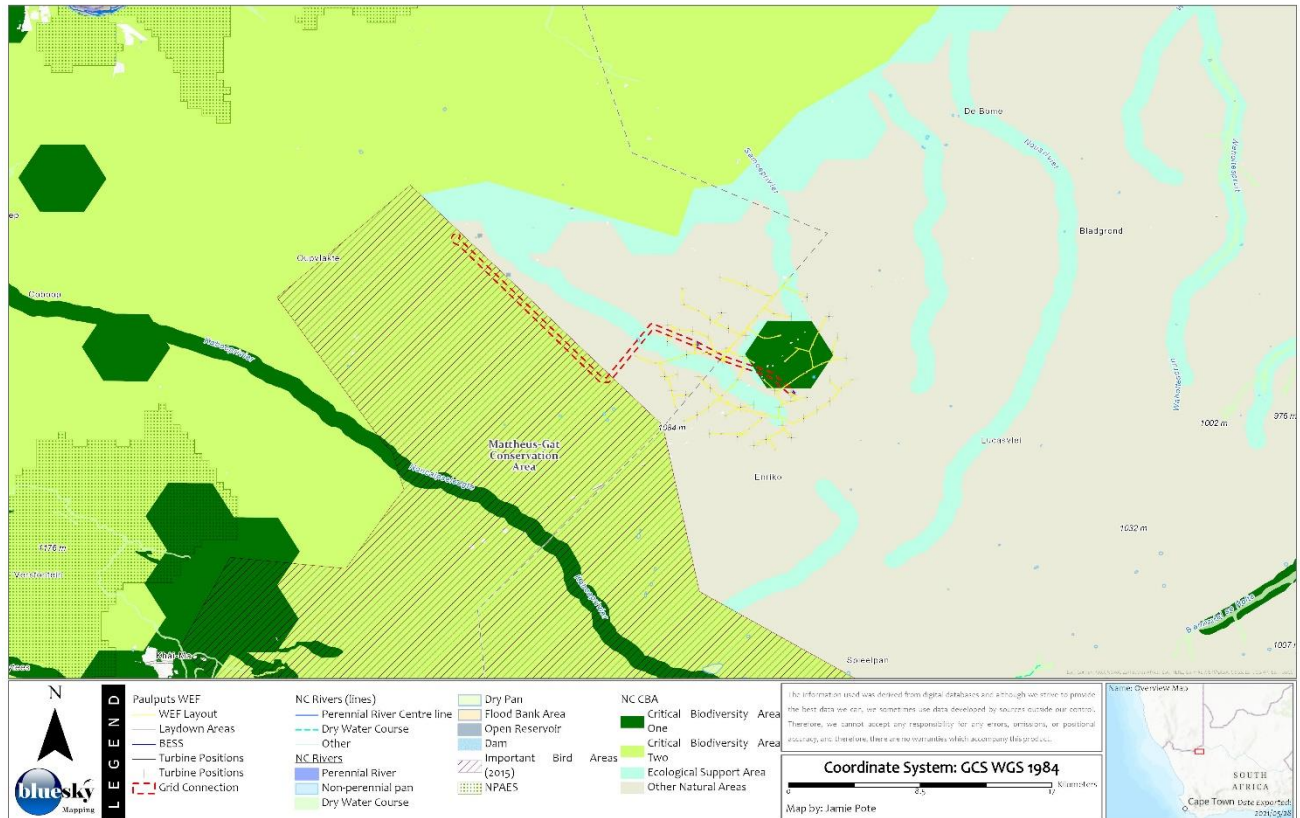 De Bome
Bladgrond
Oupvlakte
Coboop
1084 m
Mattheus-Gat
Conservation
Area
Lucasvlei
Enriko
976 m
1002 m
1032 m
1176 m
Vorstenfein
Spieelpan
N
bluesky
Mapping
LEGEND
Paulputs WEF
WEF Layout
Laydown Areas
BESS
Turbine Positions
Turbine Positions
Grid Connection
NC Rivers (lines)
Perennial River Centre line
Dry Water Course
Other
NC Rivers
Perennial River
Non-perennial pan
Dry Water Course
Dry Pan
Flood Bank Area
Open Reservoir
Dam
Important Bird Areas
(2015)
NPAES
NC CBA
Critical Biodiversity Area
One
Critical Biodiversity Area
Two
Ecological Support Area
Other Natural Areas
The information used was derived from digital databases and although we strive to provide
the best data we can, we sometimes use data developed by sources outside our control.
Therefore, we cannot accept any responsibility for any errors, omissions, or positional
accuracy, and therefore, there are no warranties which accompany this product.
Coordinate System: GCS WGS 1984
0 8.5 17 Kilometers
Map by: Jamie Pote
Name: Overview Map
SOUTH
AFRICA
Cape Town
Date Exported:
2021/05/28